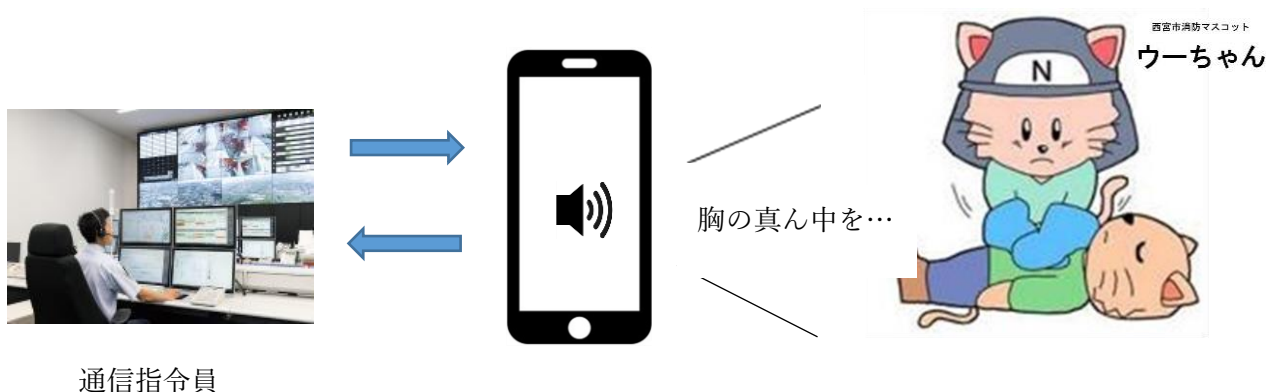 西宮市消防マスコット
ウーちゃん
N
胸の真ん中を…
通信指令員